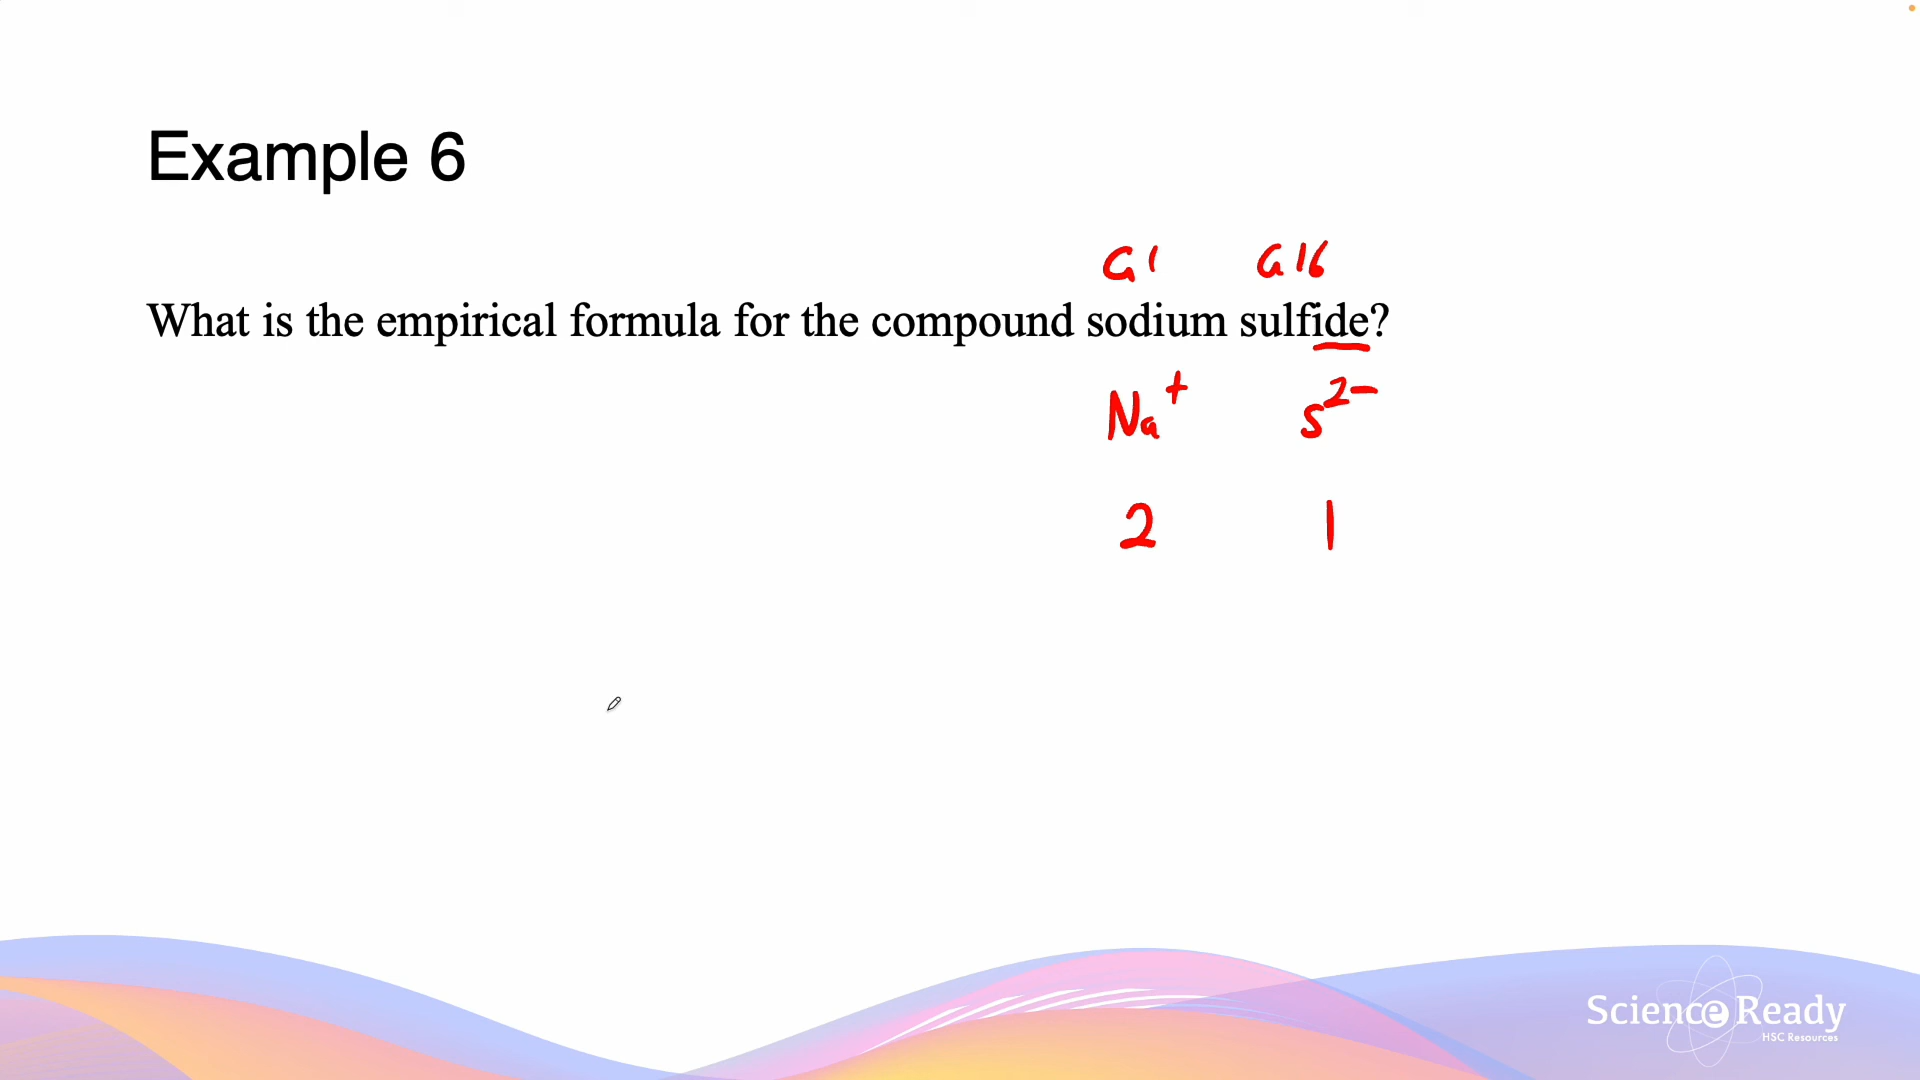 Example 6
G1 G16
What is the empirical formula for the compound sodium sulfide?
Na⁺ S²⁻
2 1
Science Ready
HSC Resources